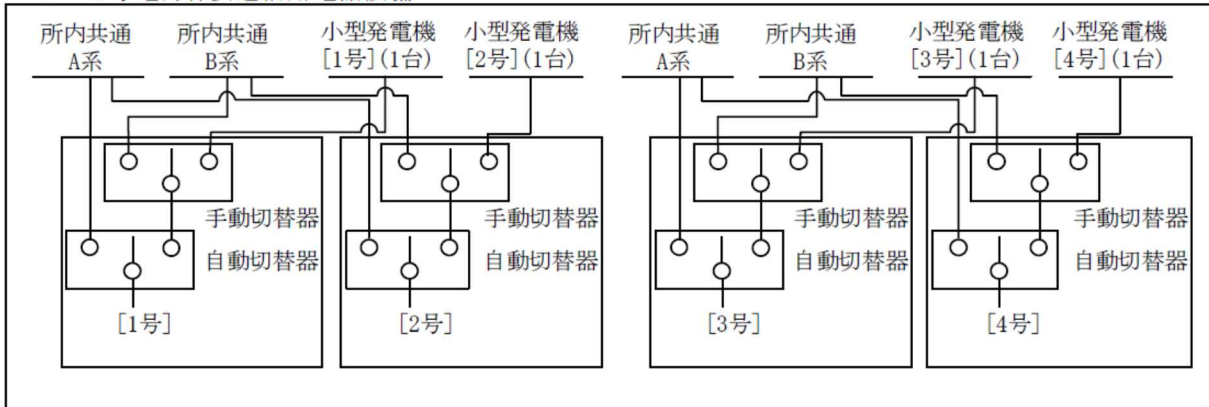 所内共通
A系
所内共通
B系
小型発電機
[1号](1台)
小型発電機
[2号](1台)
所内共通
A系
所内共通
B系
小型発電機
[3号](1台)
小型発電機
[4号](1台)
手動切替器
自動切替器
[1号]
手動切替器
自動切替器
[2号]
手動切替器
自動切替器
[3号]
手動切替器
自動切替器
[4号]